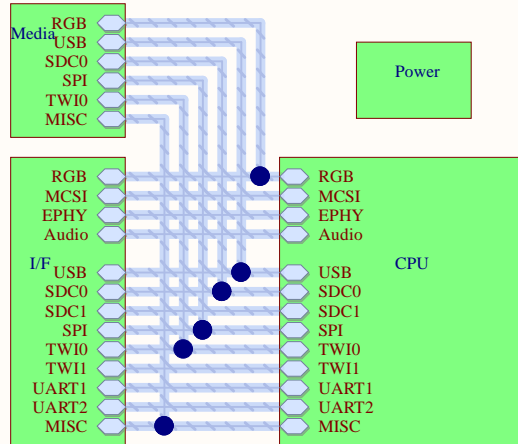 Media
RGB
USB
SDC0
SPI
TWI0
MISC
Power
I/F
RGB
MCSI
EPHY
Audio
USB
SDC0
SDC1
SPI
TWI0
TWI1
UART1
UART2
MISC
CPU
RGB
MCSI
EPHY
Audio
USB
SDC0
SDC1
SPI
TWI0
TWI1
UART1
UART2
MISC